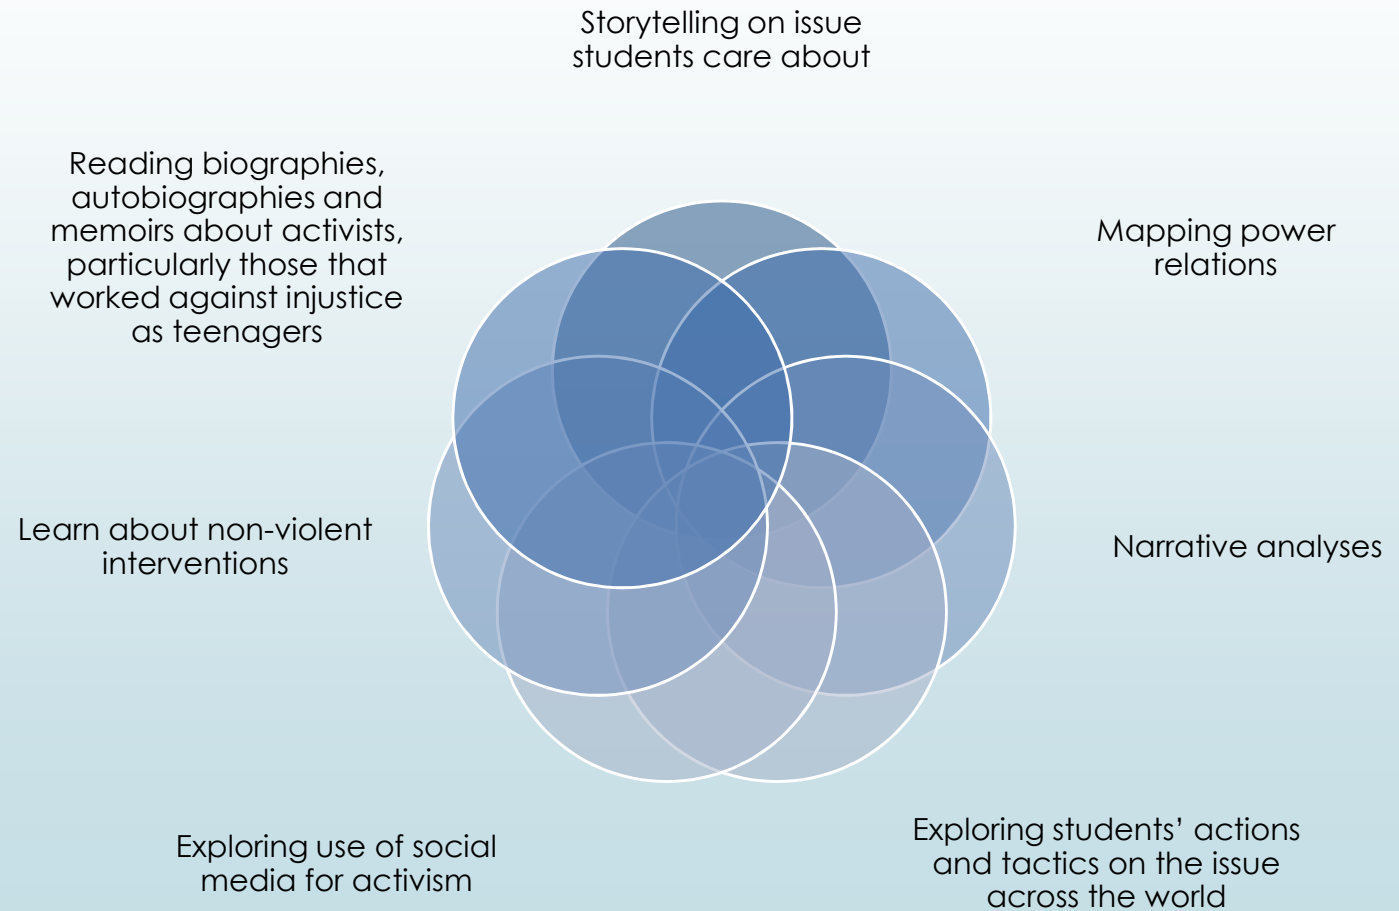 Storytelling on issue
students care about
Reading biographies,
autobiographies and
memoirs about activists,
particularly those that
worked against injustice
as teenagers
Mapping power
relations
Learn about non-violent
interventions
Narrative analyses
Exploring use of social
media for activism
Exploring students’ actions
and tactics on the issue
across the world